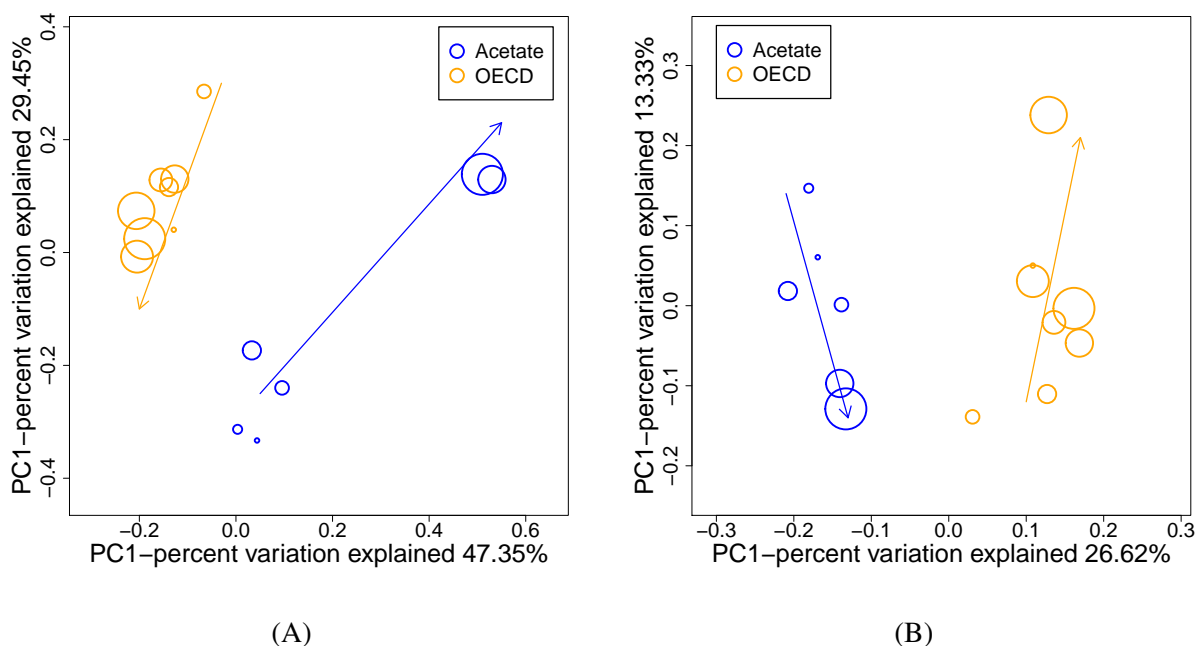 PC1−percent variation explained 29.45%
0.4
0.2
0.0
−0.2
−0.4
Acetate
OECD
−0.2 0.0 0.2 0.4 0.6
PC1−percent variation explained 47.35%
(A)
PC1−percent variation explained 13.33%
0.3
0.2
0.1
0.0
−0.1
−0.2
Acetate
OECD
−0.3 −0.2 −0.1 0.0 0.1 0.2 0.3
PC1−percent variation explained 26.62%
(B)